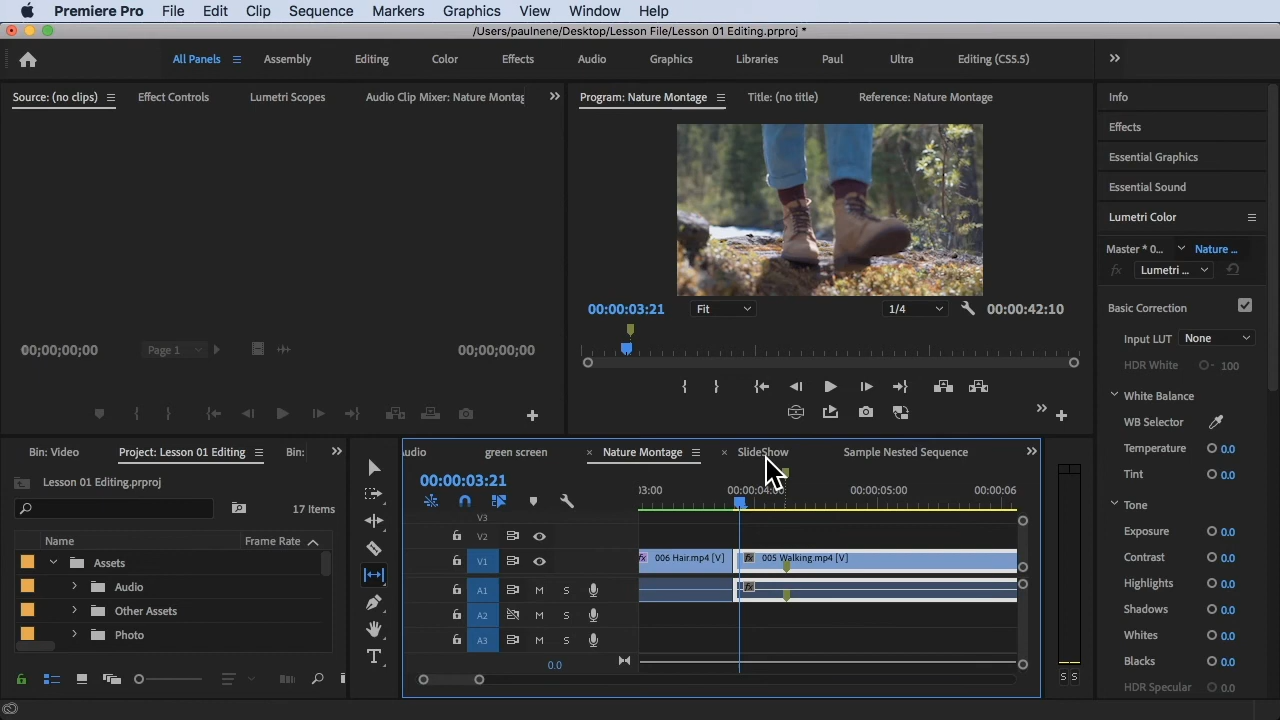 Premiere Pro File Edit Clip Sequence Markers Graphics View Window Help
/Users/paulnene/Desktop/Lesson File/Lesson 01 Editing.prproj *
All Panels Assembly Editing Color Effects Audio Graphics Libraries Paul Ultra Editing (CS5.5)
Source: (no clips) Effect Controls Lumetri Scopes Audio Clip Mixer: Nature Montag
Program: Nature Montage Title: (no title) Reference: Nature Montage
00;00;00;00 Page 1 00;00;00;00
00:00:03:21 Fit 1/4 00:00:42:10
Info
Effects
Essential Graphics
Essential Sound
Lumetri Color
Master * 0... Nature ...
fx Lumetri ...
Basic Correction
Input LUT None
HDR White 100
White Balance
WB Selector
Temperature 0.0
Tint 0.0
Tone
Exposure 0.0
Contrast 0.0
Highlights 0.0
Shadows 0.0
Whites 0.0
Blacks 0.0
HDR Specular 0.0
Bin: Video Project: Lesson 01 Editing Bin:
Lesson 01 Editing.prproj
17 Items
Name Frame Rate
Assets
Audio
Other Assets
Photo
udio green screen × Nature Montage × SlideShow Sample Nested Sequence
00:00:03:21
:03:00 00:00:04:00 00:00:05:00 00:00:06
V3
V2
V1 fx 006 Hair.mp4 [V] fx 005 Walking.mp4 [V]
A1 M S fx
A2 M S
A3 M S
0.0
S S